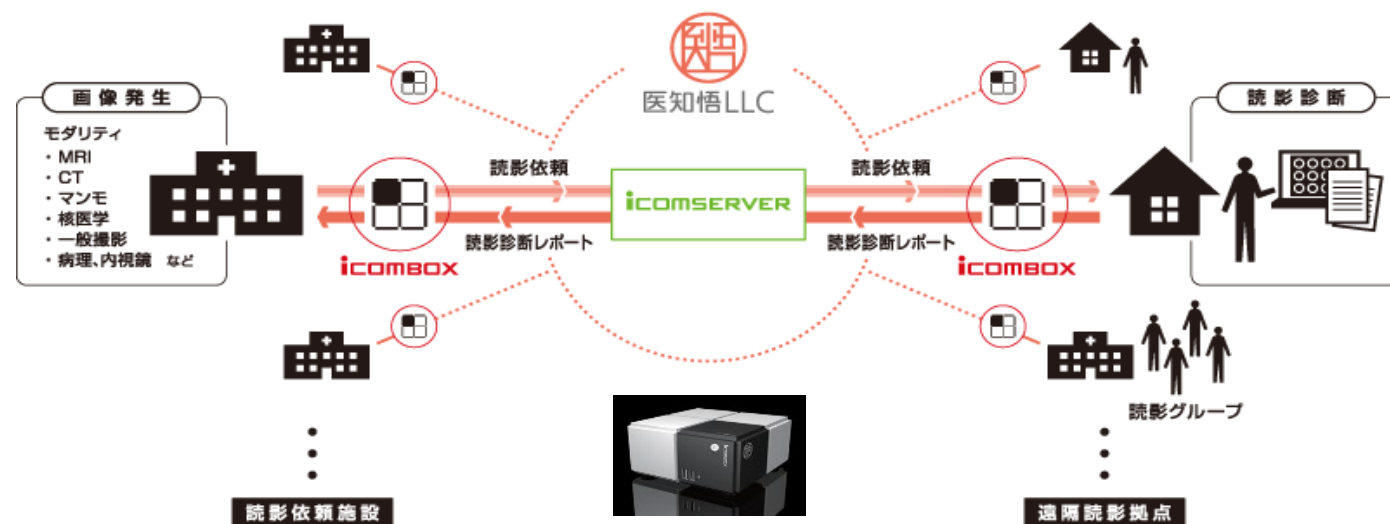 医知悟LLC
画像発生
モダリティ
・MRI
・CT
・マンモ
・核医学
・一般撮影
・病理、内視鏡 など
icombox
読影依頼
読影診断レポート
icomserver
読影依頼
読影診断レポート
icombox
読影診断
読影グループ
読影依頼施設
遠隔読影拠点